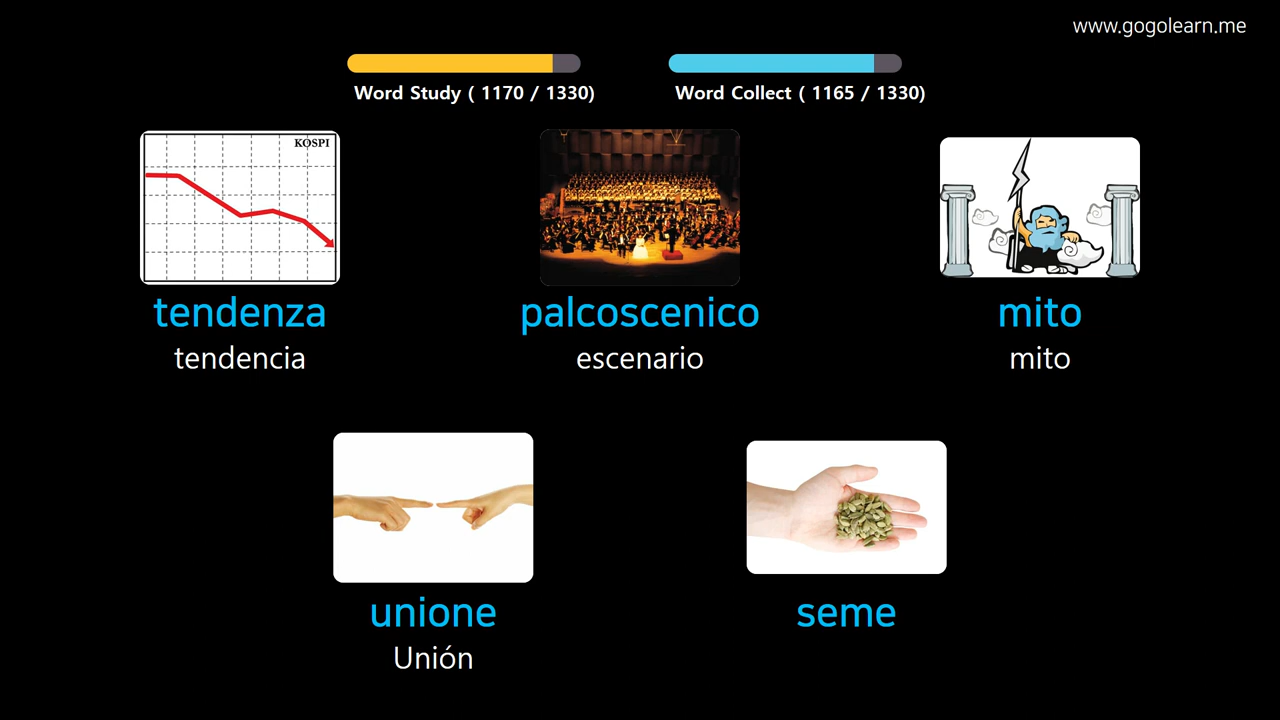 www.gogolearn.me
Word Study ( 1170 / 1330)
Word Collect ( 1165 / 1330)
KOSPI
tendenza
tendencia
palcoscenico
escenario
mito
mito
unione
Unión
seme